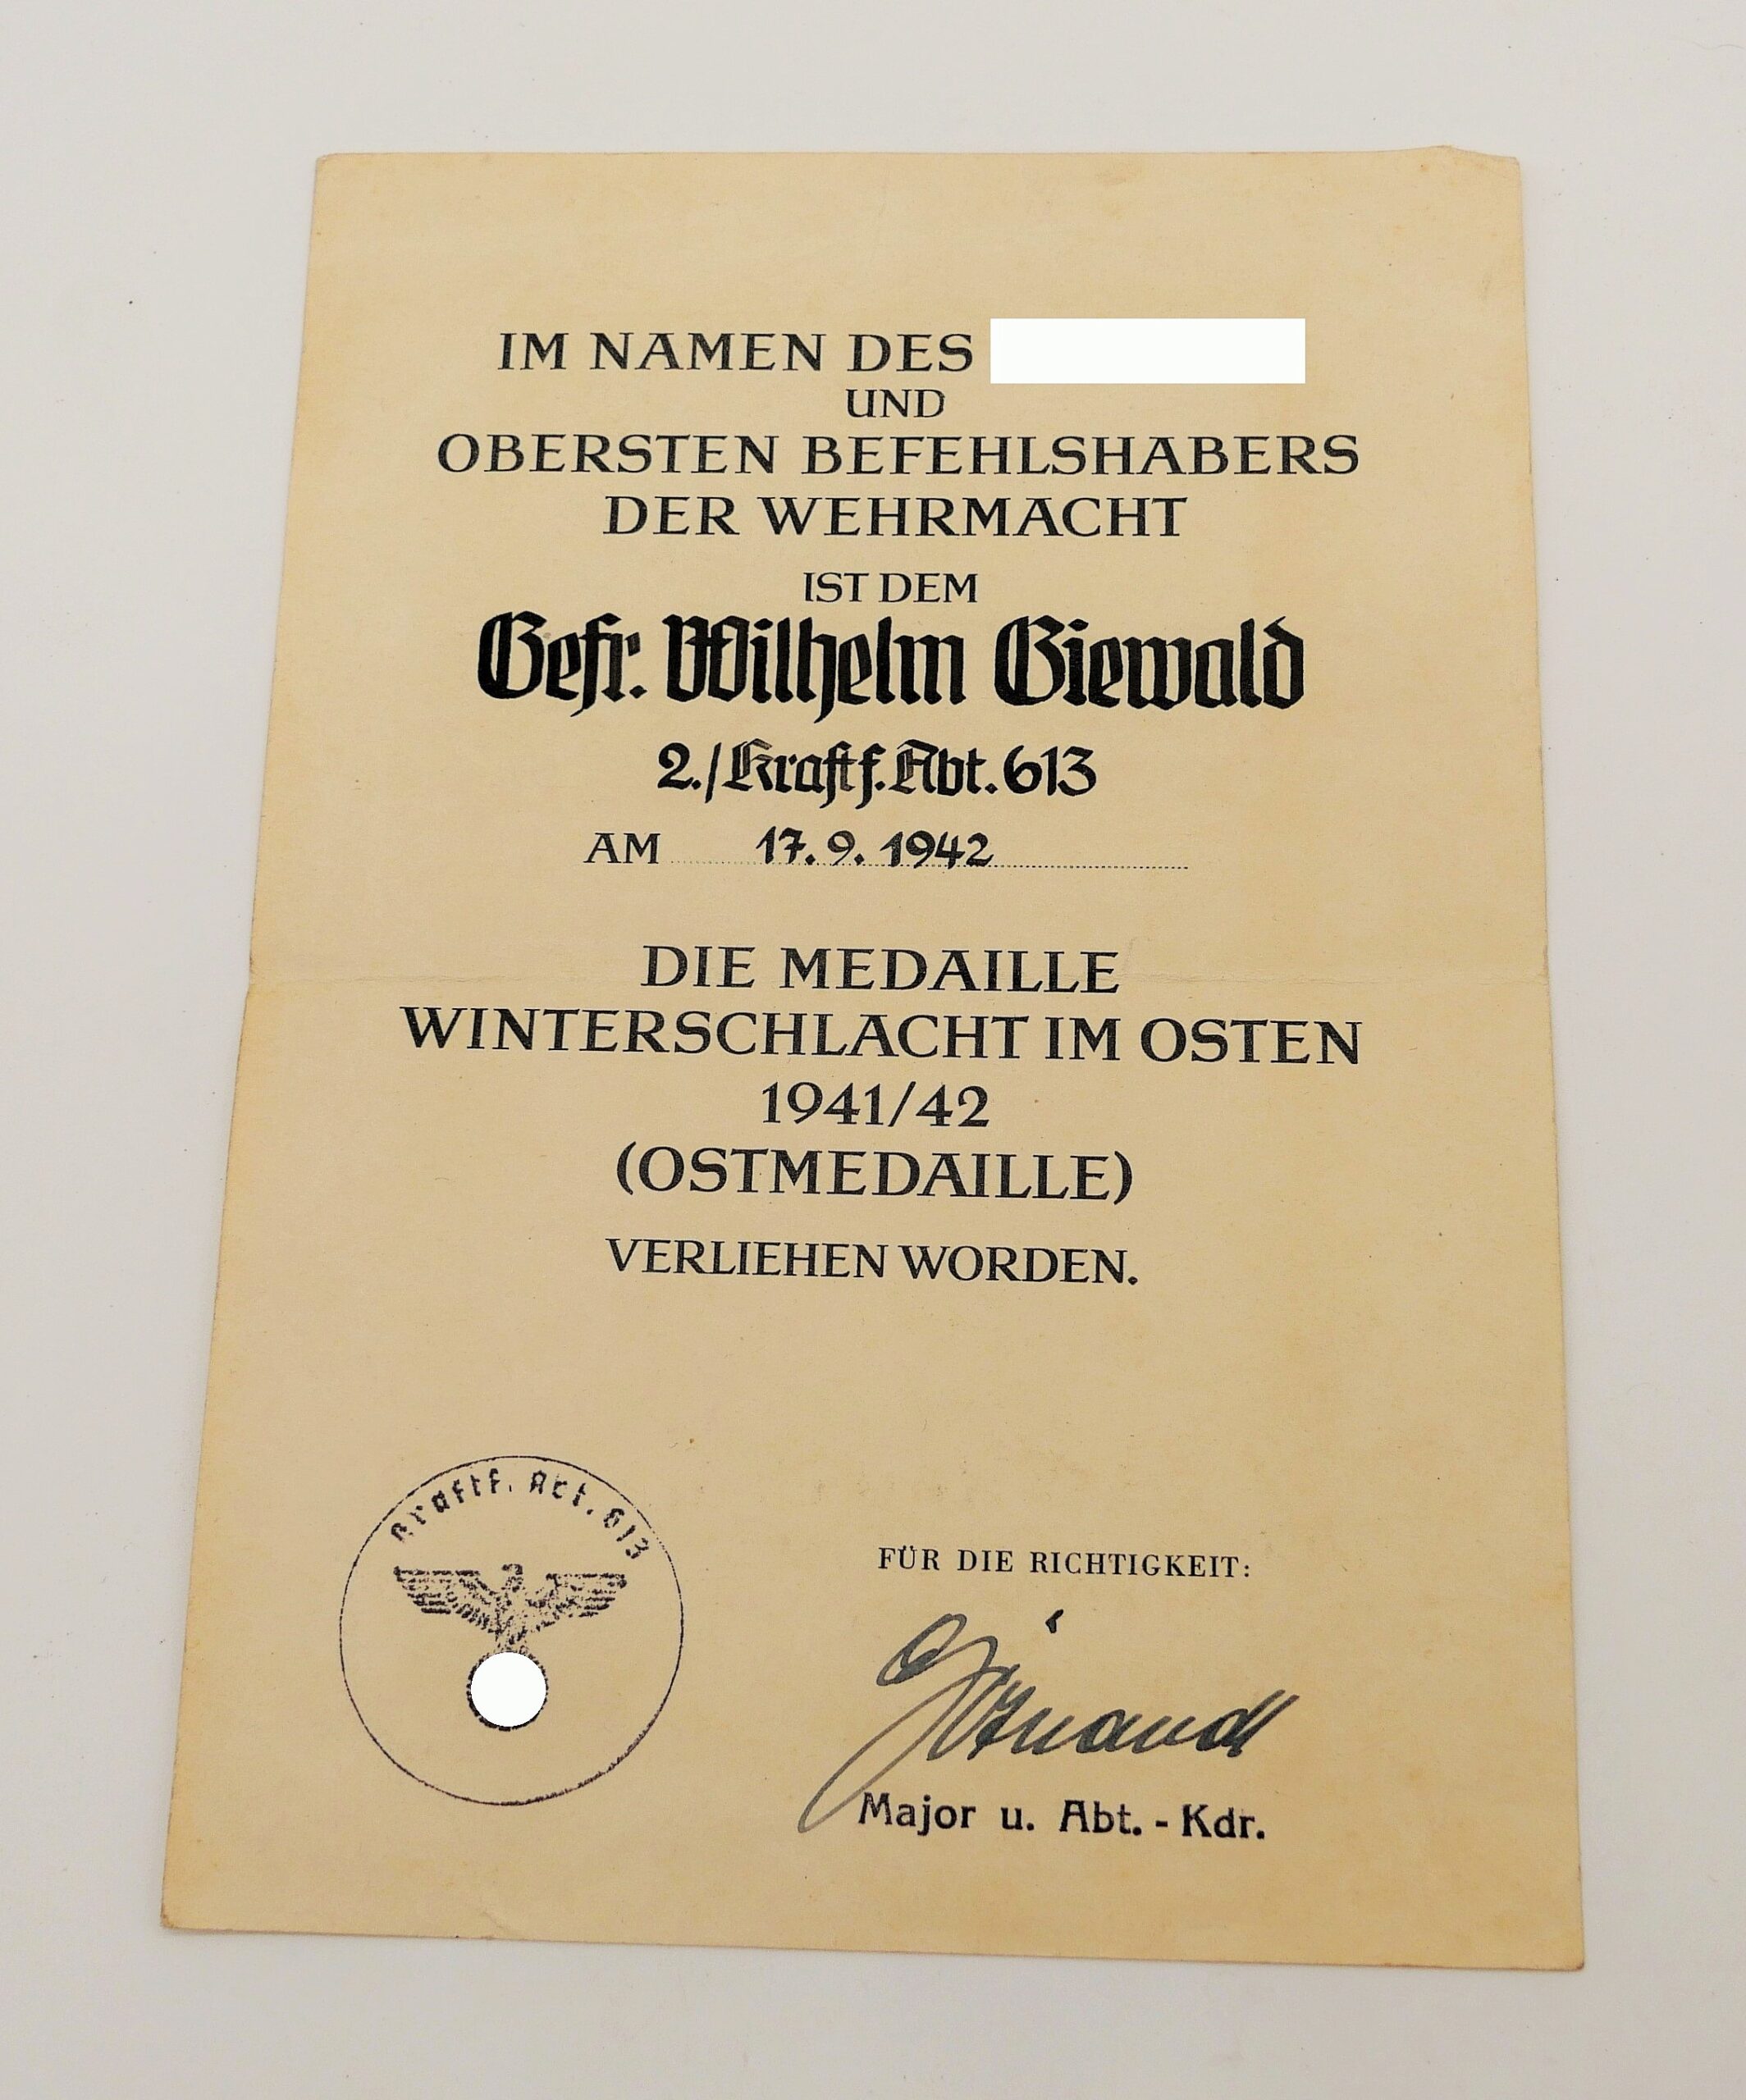 IM NAMEN DES
UND
OBERSTEN BEFEHLSHABERS
DER WEHRMACHT
IST DEM
Gefr. Wilhelm Giewald
2./Kraftf. Abt. 613
AM 17. 9. 1942
DIE MEDAILLE
WINTERSCHLACHT IM OSTEN
1941/42
(OSTMEDAILLE)
VERLIEHEN WORDEN.
Kraftf. Abt. 613
FÜR DIE RICHTIGKEIT:
Major u. Abt. - Kdr.